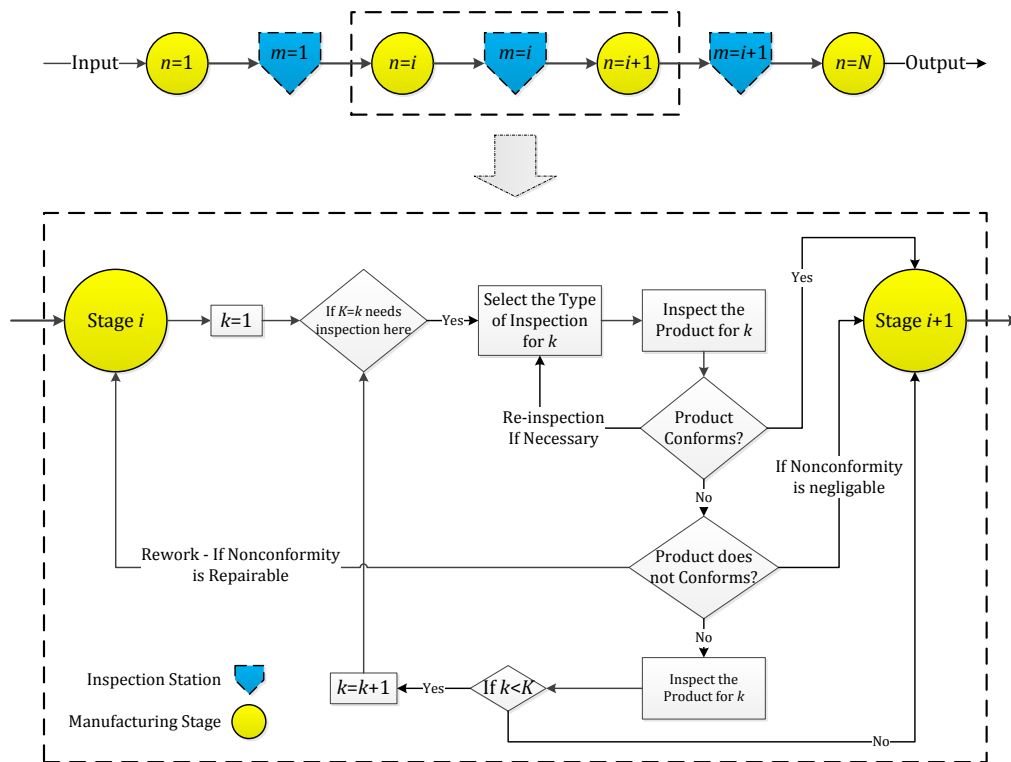 Input
n=1
m=1
n=i
m=i
n=i+1
m=i+1
n=N
Output
Stage i
k=1
If K=k needs
inspection here
Yes
Select the Type
of Inspection
for k
Inspect the
Product for k
Yes
Stage i+1
Re-inspection
If Necessary
Product
Conforms?
If Nonconformity
is negligable
No
Rework - If Nonconformity
is Repairable
Product does
not Conforms?
No
Inspection Station
Manufacturing Stage
k=k+1
Yes
If k<K
Inspect the
Product for k
No